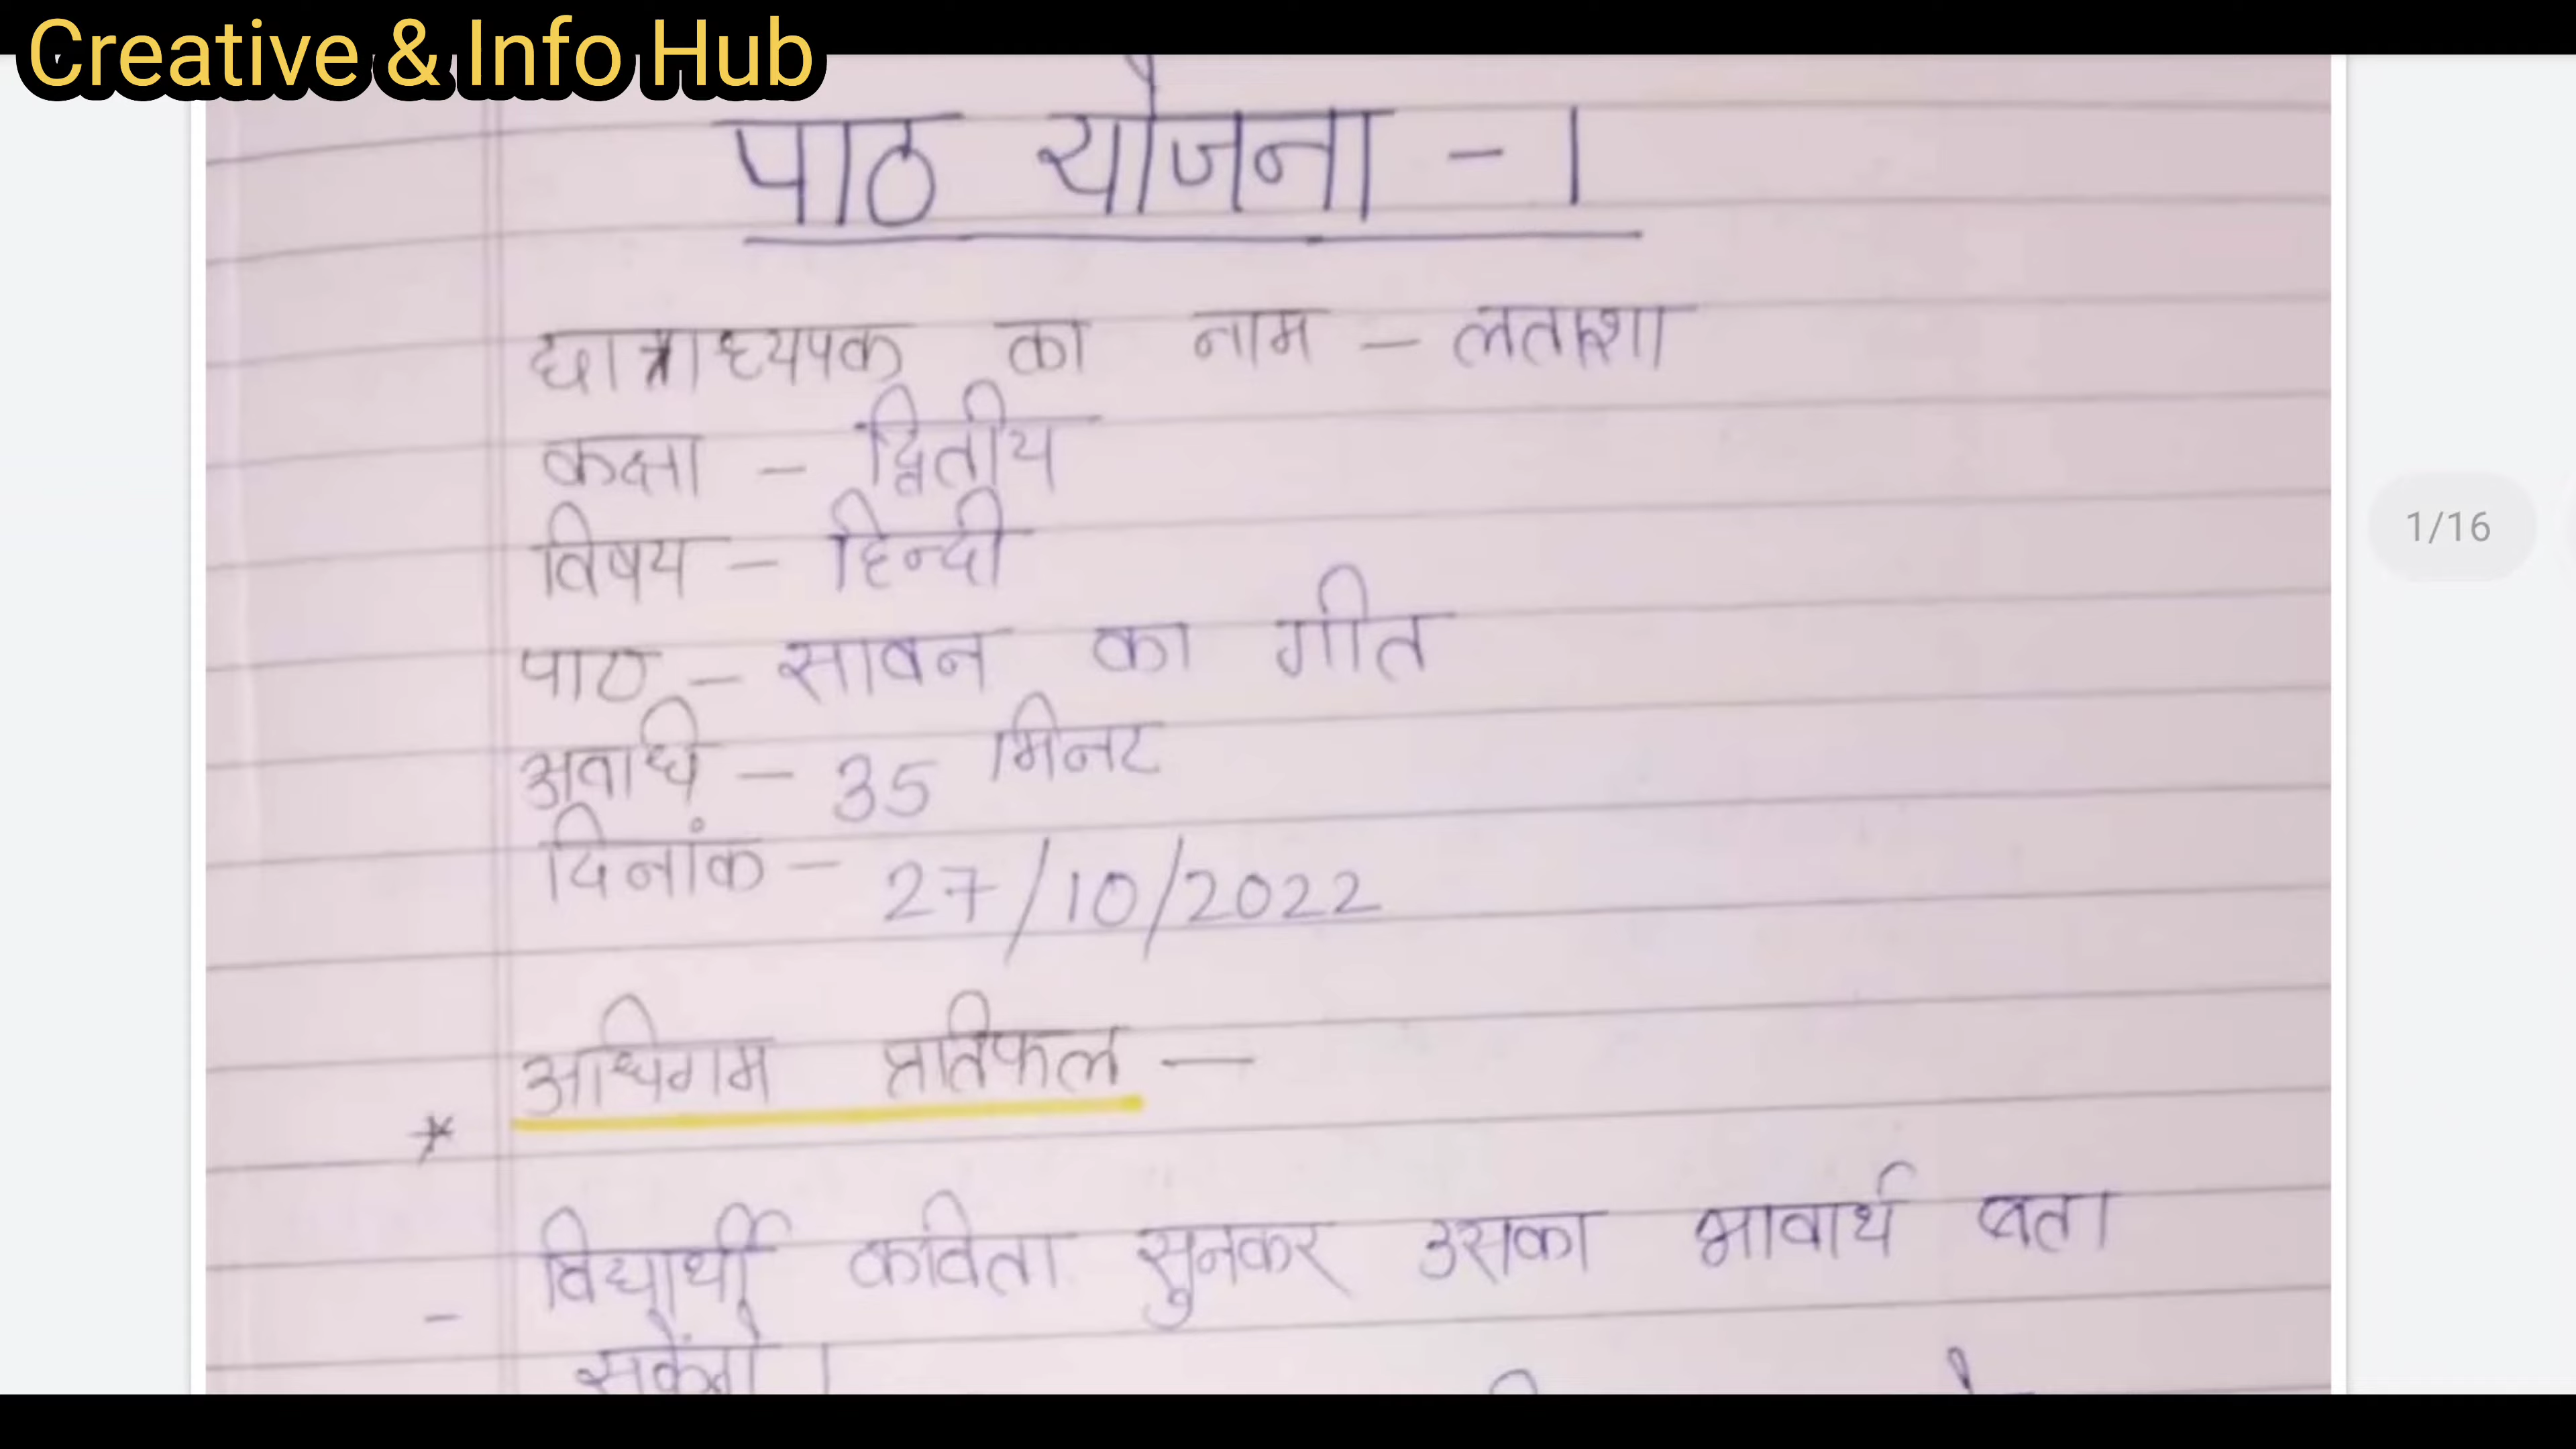 Creative & Info Hub
पाठ योजना - 1
छात्राध्यपक का नाम - लताशा
कक्षा - द्वितीय
विषय - हिन्दी
1/16
पाठ - सावन का गीत
अवधि - 35 मिनट
दिनांक - 27/10/2022
अधिगम प्रतिफल -
*
- विद्यार्थी कविता सुनकर उसका भावार्थ बता
सकेंगे।